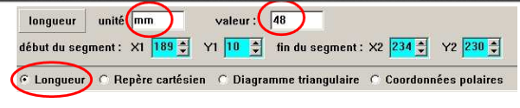 longueur unité mm valeur : 48
début du segment : X1 189 Y1 10 fin du segment : X2 234 Y2 230
Longueur Repère cartésien Diagramme triangulaire Coordonnées polaires